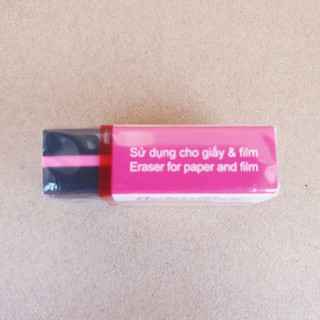 Sử dụng cho giấy & film
Eraser for paper and film